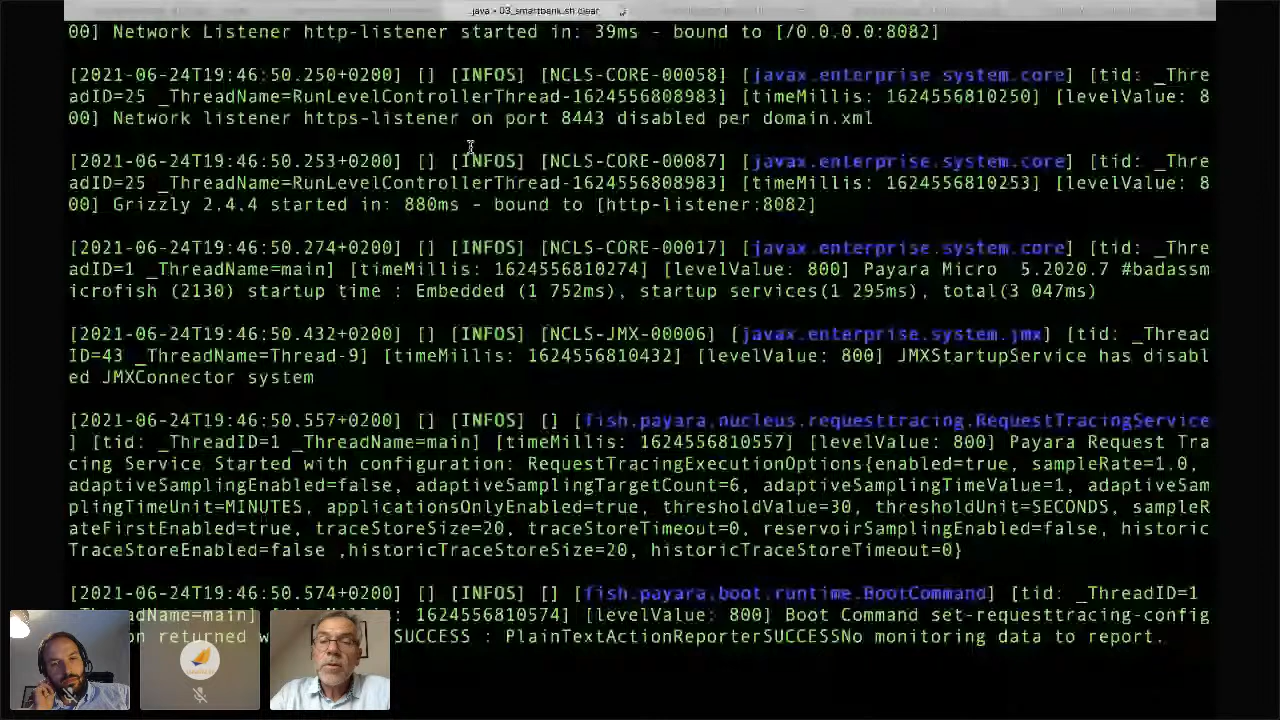 java • 03_smartbank.sh clear
00] Network Listener http-listener started in: 39ms - bound to [/0.0.0.0:8082]
[2021-06-24T19:46:50.250+0200] [] [INFOS] [NCLS-CORE-00058] [javax.enterprise.system.core] [tid: _Thre
adID=25 _ThreadName=RunLevelControllerThread-1624556808983] [timeMillis: 1624556810250] [levelValue: 8
00] Network listener https-listener on port 8443 disabled per domain.xml
[2021-06-24T19:46:50.253+0200] [] [INFOS] [NCLS-CORE-00087] [javax.enterprise.system.core] [tid: _Thre
adID=25 _ThreadName=RunLevelControllerThread-1624556808983] [timeMillis: 1624556810253] [levelValue: 8
00] Grizzly 2.4.4 started in: 880ms - bound to [http-listener:8082]
[2021-06-24T19:46:50.274+0200] [] [INFOS] [NCLS-CORE-00017] [javax.enterprise.system.core] [tid: _Thre
adID=1 _ThreadName=main] [timeMillis: 1624556810274] [levelValue: 800] Payara Micro  5.2020.7 #badassm
icrofish (2130) startup time : Embedded (1 752ms), startup services(1 295ms), total(3 047ms)
[2021-06-24T19:46:50.432+0200] [] [INFOS] [NCLS-JMX-00006] [javax.enterprise.system.jmx] [tid: _Thread
ID=43 _ThreadName=Thread-9] [timeMillis: 1624556810432] [levelValue: 800] JMXStartupService has disabl
ed JMXConnector system
[2021-06-24T19:46:50.557+0200] [] [INFOS] [] [fish.payara.nucleus.requesttracing.RequestTracingService
] [tid: _ThreadID=1 _ThreadName=main] [timeMillis: 1624556810557] [levelValue: 800] Payara Request Tra
cing Service Started with configuration: RequestTracingExecutionOptions{enabled=true, sampleRate=1.0,
adaptiveSamplingEnabled=false, adaptiveSamplingTargetCount=6, adaptiveSamplingTimeValue=1, adaptiveSam
plingTimeUnit=MINUTES, applicationsOnlyEnabled=true, thresholdValue=30, thresholdUnit=SECONDS, sampleR
ateFirstEnabled=true, traceStoreSize=20, traceStoreTimeout=0, reservoirSamplingEnabled=false, historic
TraceStoreEnabled=false ,historicTraceStoreSize=20, historicTraceStoreTimeout=0}
[2021-06-24T19:46:50.574+0200] [] [INFOS] [] [fish.payara.boot.runtime.BootCommand] [tid: _ThreadID=1
_ThreadName=main] 1624556810574] [levelValue: 800] Boot Command set-requesttracing-config
on returned w SUCCESS : PlainTextActionReporterSUCCESSNo monitoring data to report.